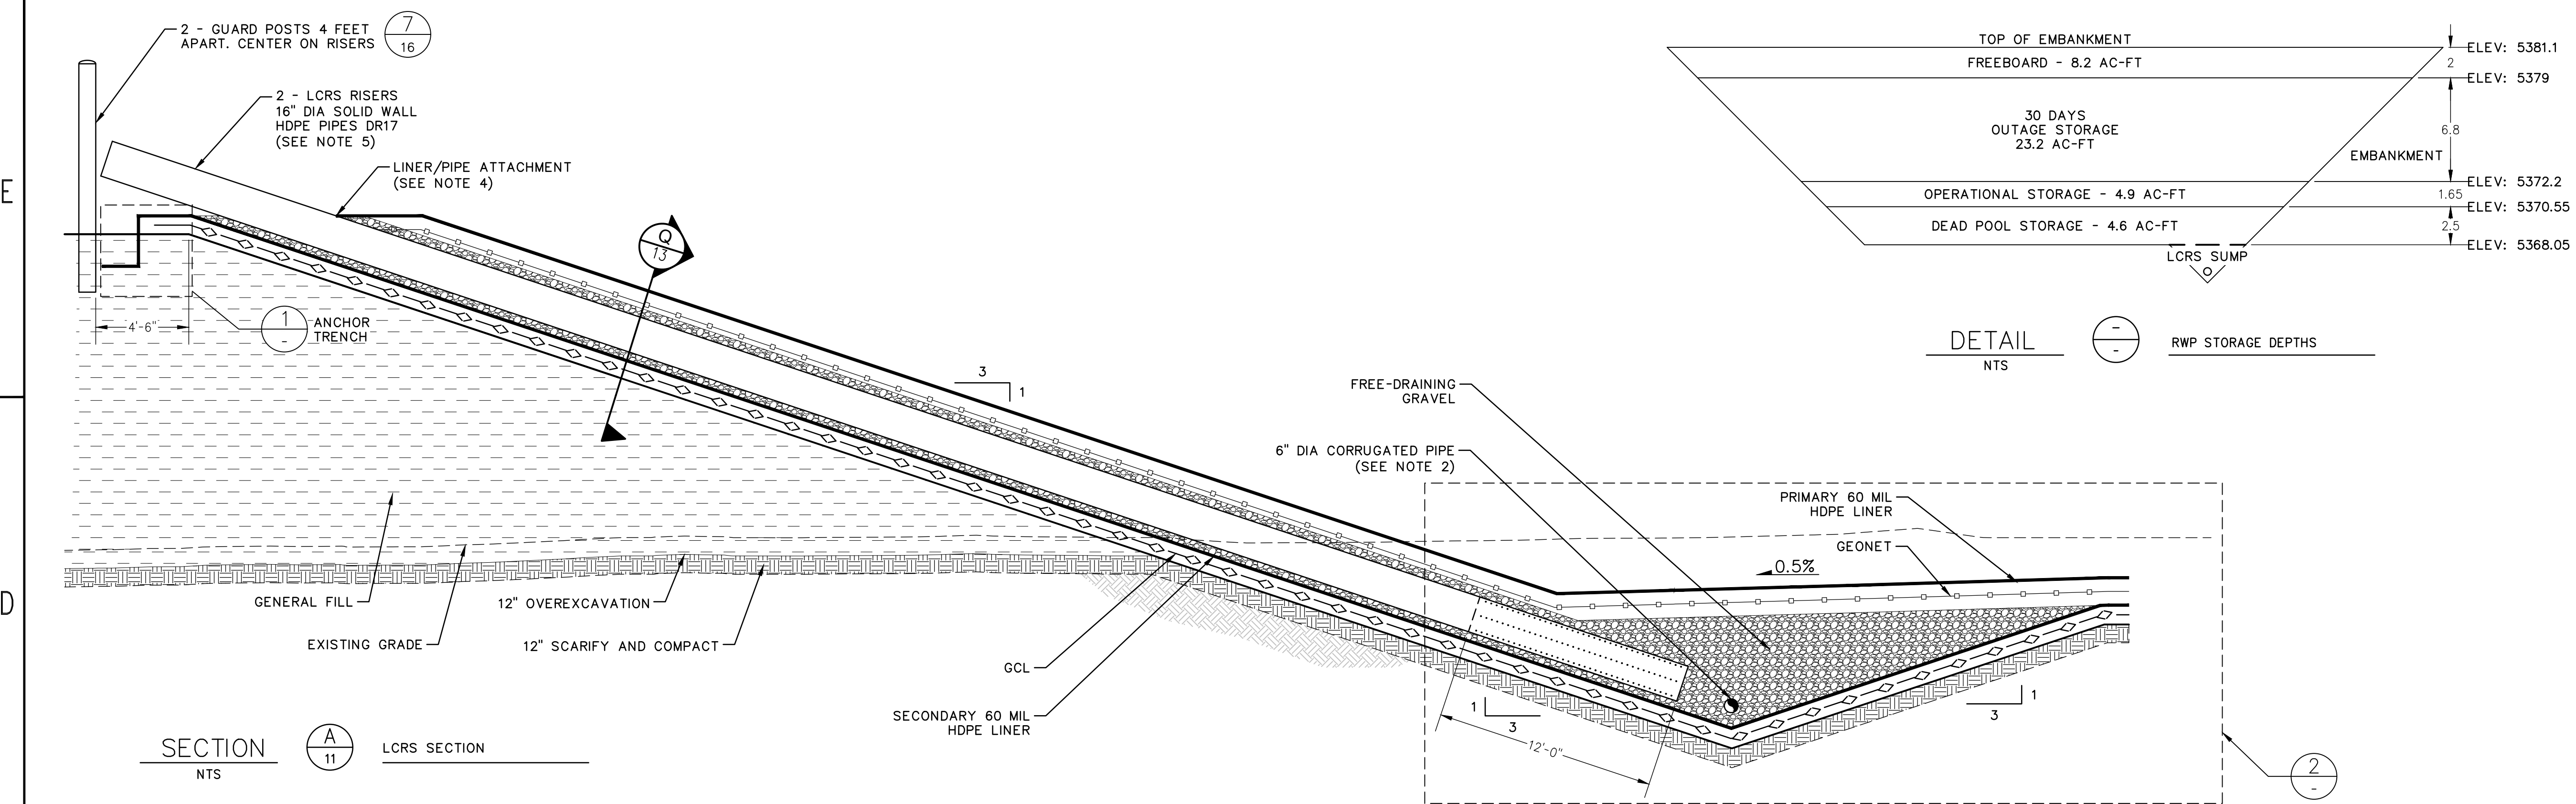 2 - GUARD POSTS 4 FEET
APART. CENTER ON RISERS
7
16
2 - LCRS RISERS
16" DIA SOLID WALL
HDPE PIPES DR17
(SEE NOTE 5)
LINER/PIPE ATTACHMENT
(SEE NOTE 4)
E
Q
13
4'-6"
1
-
ANCHOR
TRENCH
3
1
FREE-DRAINING
GRAVEL
6" DIA CORRUGATED PIPE
(SEE NOTE 2)
PRIMARY 60 MIL
HDPE LINER
GEONET
0.5%
D
GENERAL FILL
EXISTING GRADE
12" OVEREXCAVATION
12" SCARIFY AND COMPACT
GCL
SECONDARY 60 MIL
HDPE LINER
1
3
12'-0"
1
3
2
-
SECTION
NTS
A
11
LCRS SECTION
TOP OF EMBANKMENT
ELEV: 5381.1
FREEBOARD - 8.2 AC-FT
2
ELEV: 5379
30 DAYS
OUTAGE STORAGE
23.2 AC-FT
6.8
EMBANKMENT
ELEV: 5372.2
OPERATIONAL STORAGE - 4.9 AC-FT
1.65
ELEV: 5370.55
DEAD POOL STORAGE - 4.6 AC-FT
2.5
ELEV: 5368.05
LCRS SUMP
DETAIL
NTS
-
-
RWP STORAGE DEPTHS